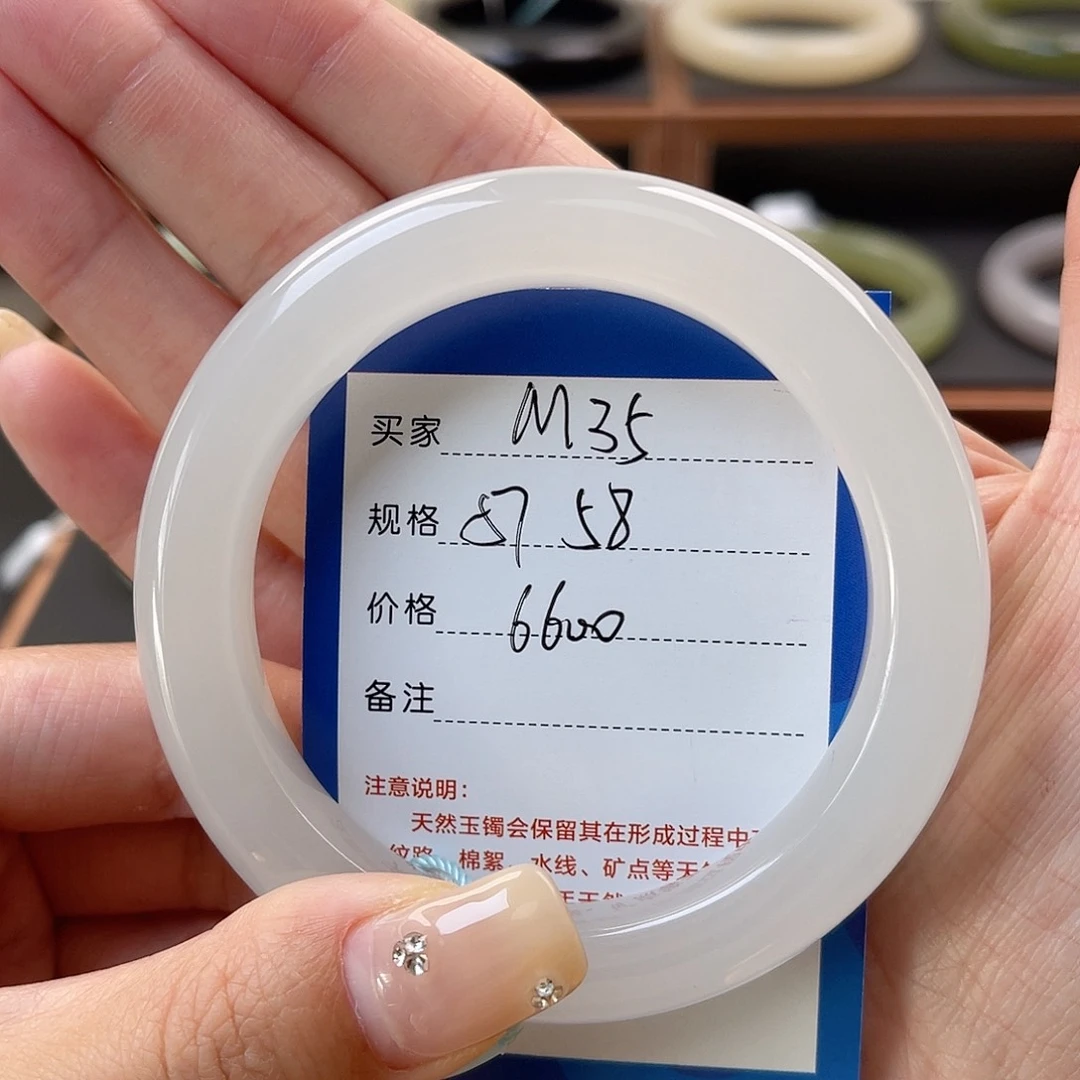 买家 M35
规格 87 58
价格 6600
备注
注意说明:
天然玉镯会保留其在形成过程中
纹路、棉絮、水线、矿点等天